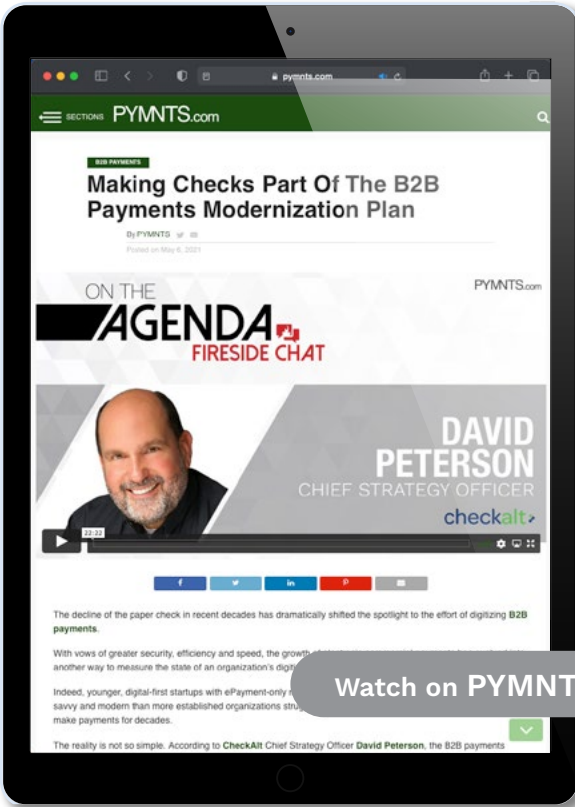 pymnts.com
SECTIONS PYMNTS.com
B2B PAYMENTS
Making Checks Part Of The B2B
Payments Modernization Plan
By PYMNTS
Posted on May 6, 2021
ON THE
PYMNTS.com
AGENDA
FIRESIDE CHAT
DAVID
PETERSON
CHIEF STRATEGY OFFICER
checkalt
22:22
The decline of the paper check in recent decades has dramatically shifted the spotlight to the effort of digitizing B2B
payments.
With vows of greater security, efficiency and speed, the growth
another way to measure the state of an organization's
Indeed, younger, digital-first startups with ePayment-only
Watch on PYMNT
savvy and modern than more established organizations
make payments for decades.
The reality is not so simple. According to CheckAlt Chief Strategy Officer David Peterson, the B2B payments